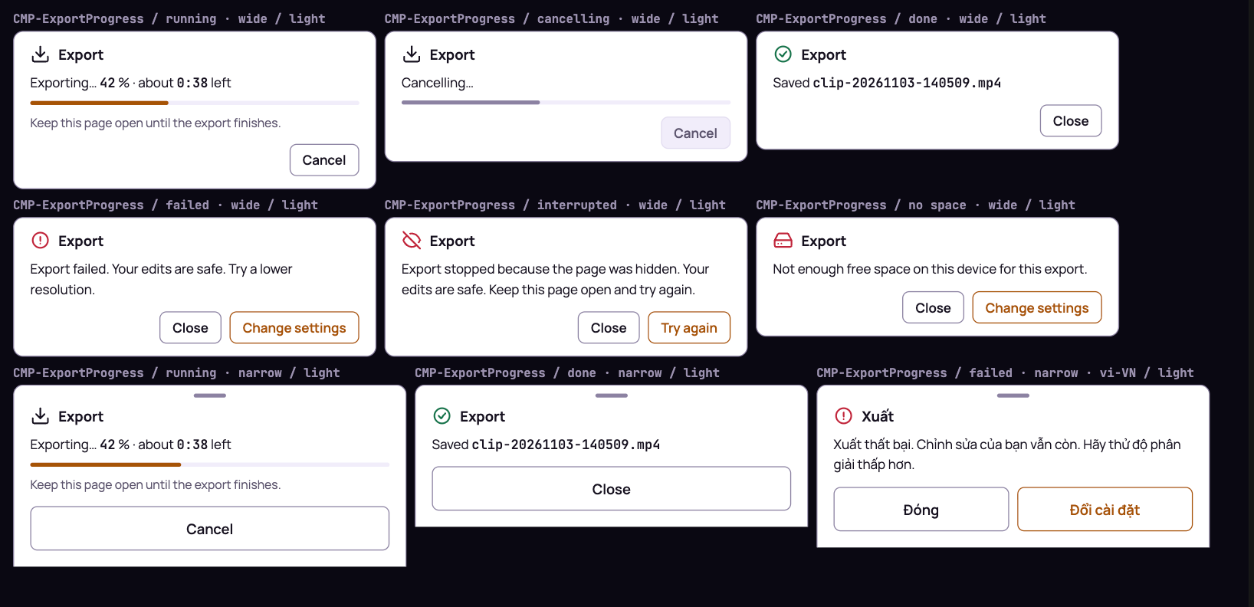 CMP-ExportProgress / running · wide / light
Export
Exporting… 42 % · about 0:38 left
Keep this page open until the export finishes.
Cancel
CMP-ExportProgress / cancelling · wide / light
Export
Cancelling…
Cancel
CMP-ExportProgress / done · wide / light
Export
Saved clip-20261103-140509.mp4
Close
CMP-ExportProgress / failed · wide / light
Export
Export failed. Your edits are safe. Try a lower
resolution.
Close
Change settings
CMP-ExportProgress / interrupted · wide / light
Export
Export stopped because the page was hidden. Your
edits are safe. Keep this page open and try again.
Close
Try again
CMP-ExportProgress / no space · wide / light
Export
Not enough free space on this device for this export.
Close
Change settings
CMP-ExportProgress / running · narrow / light
Export
Exporting… 42 % · about 0:38 left
Keep this page open until the export finishes.
Cancel
CMP-ExportProgress / done · narrow / light
Export
Saved clip-20261103-140509.mp4
Close
CMP-ExportProgress / failed · narrow · vi-VN / light
Xuất
Xuất thất bại. Chỉnh sửa của bạn vẫn còn. Hãy thử độ phân
giải thấp hơn.
Đóng
Đổi cài đặt